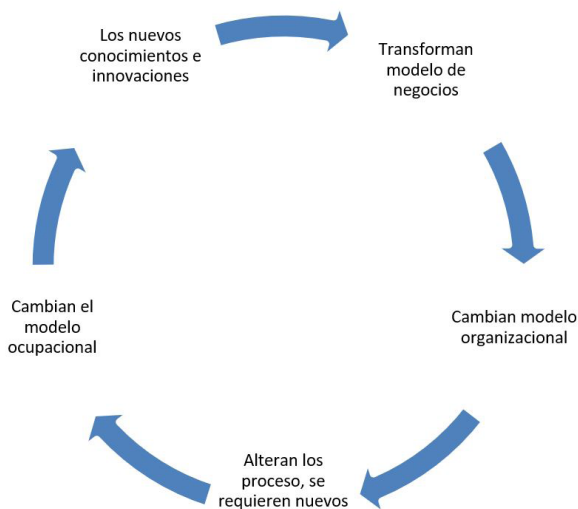 Los nuevos
conocimientos e
innovaciones
Transforman
modelo de
negocios
Cambian modelo
organizacional
Alteran los
proceso, se
requieren nuevos
Cambian el
modelo
ocupacional